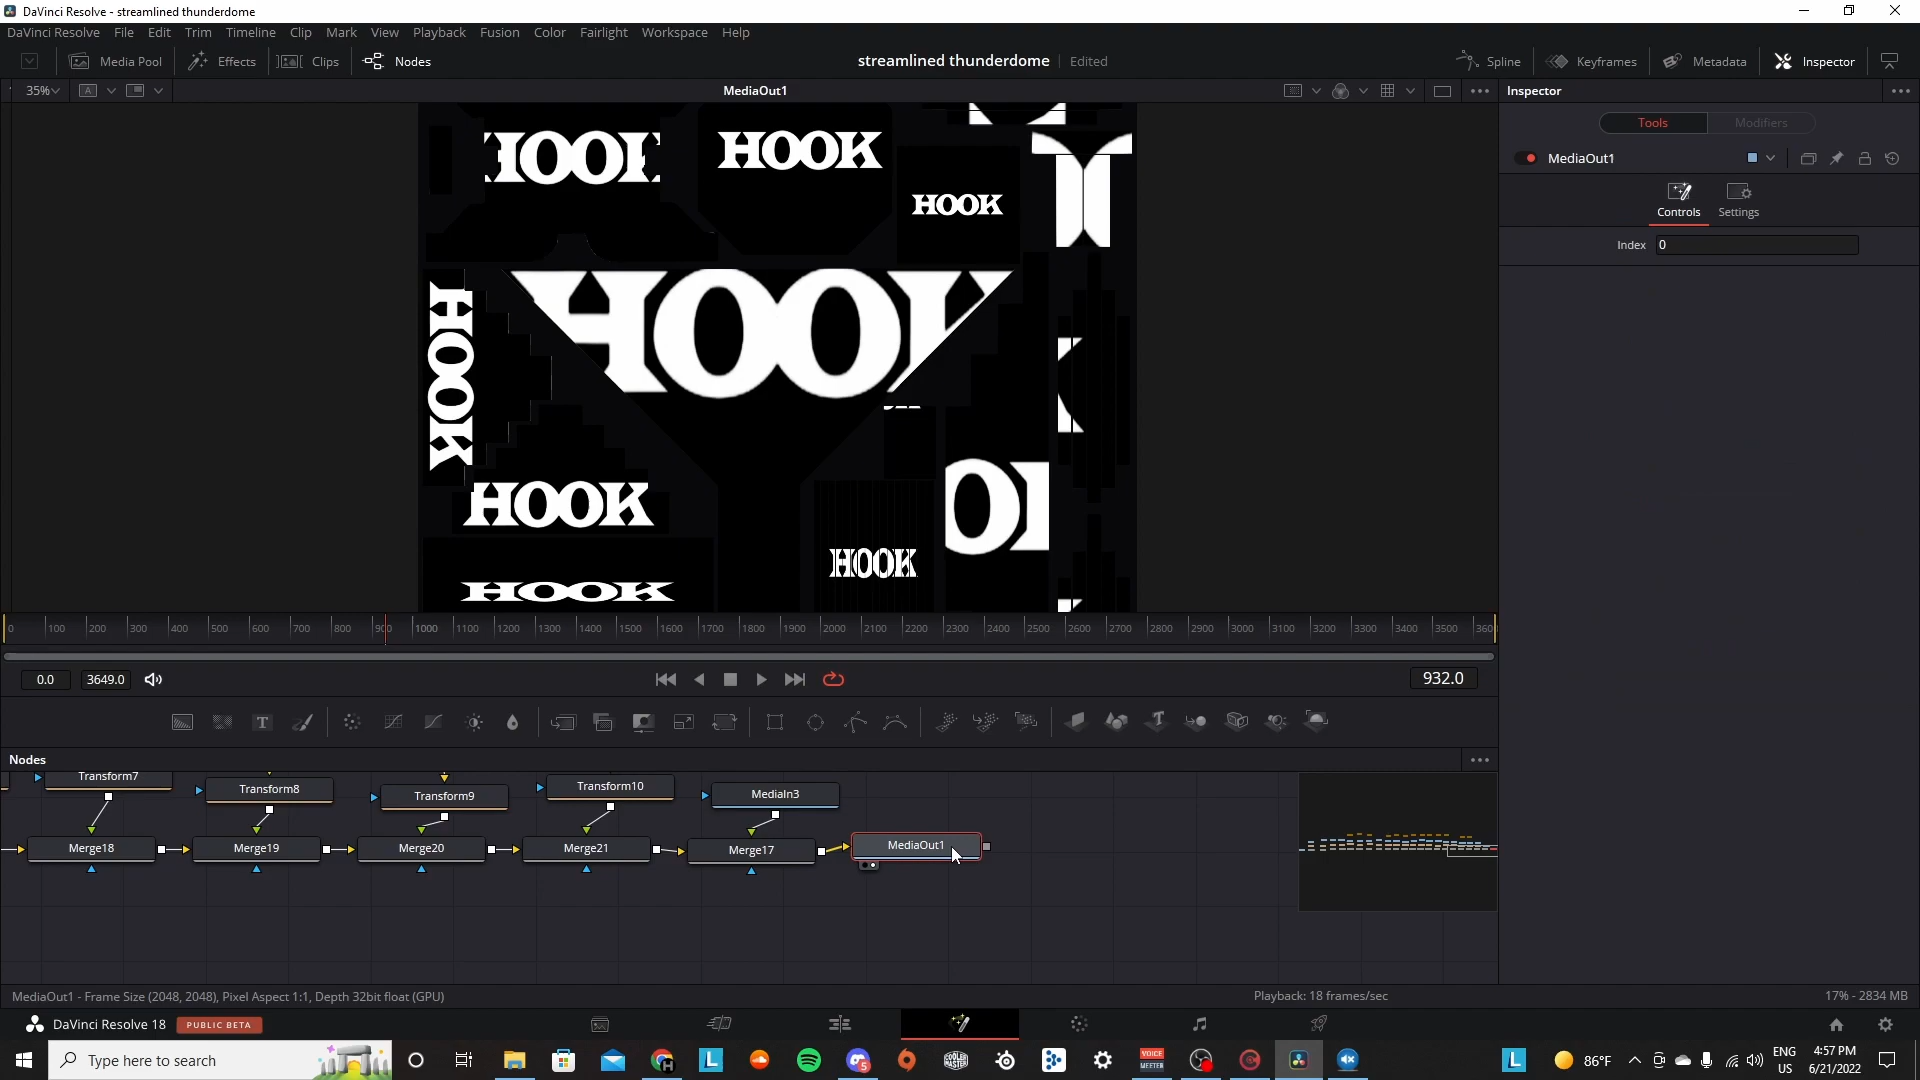 DaVinci Resolve - streamlined thunderdome
DaVinci Resolve File Edit Trim Timeline Clip Mark View Playback Fusion Color Fairlight Workspace Help
Media Pool Effects Clips Nodes streamlined thunderdome Edited Spline Keyframes Metadata Inspector
35% A MediaOut1 Inspector
Tools Modifiers
MediaOut1
Controls Settings
Index 0
HOOK
HOOK
HOOK
HOOK
HOOK
HOOK
HOOK
HOOK
0 100 200 300 400 500 600 700 800 900 1000 1100 1200 1300 1400 1500 1600 1700 1800 1900 2000 2100 2200 2300 2400 2500 2600 2700 2800 2900 3000 3100 3200 3300 3400 3500 360
0.0 3649.0 932.0
T
Nodes
Transform7 Transform8 Transform9 Transform10 MediaIn3
Merge18 Merge19 Merge20 Merge21 Merge17 MediaOut1
MediaOut1 - Frame Size (2048, 2048), Pixel Aspect 1:1, Depth 32bit float (GPU) Playback: 18 frames/sec 17% - 2834 MB
DaVinci Resolve 18 PUBLIC BETA
Type here to search L 5 COOLER MASTER VOICE MEETER L 86°F ENG US 4:57 PM 6/21/2022